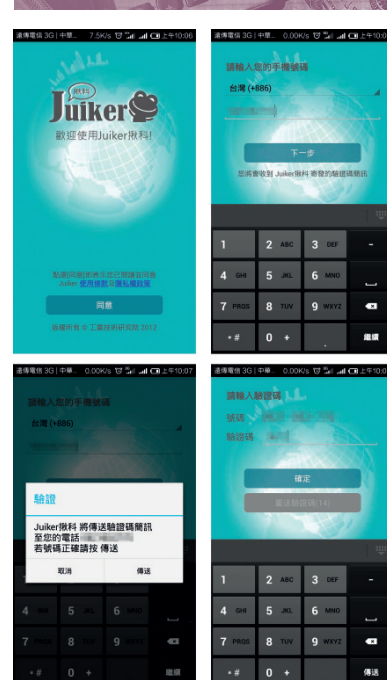 遠傳電信 3G | 中華... 7.5K/s 上午10:06
Juiker
揪科
歡迎使用Juiker揪科!
點選同意即表示您已閱讀並同意
Juiker 使用條款及隱私權政策
同意
版權所有 © 工業技術研究院 2012
遠傳電信 3G | 中華... 0.00K/s 上午10:0
請輸入您的手機號碼
台灣 (+886)
下一步
您將會收到 Juiker揪科 寄發的驗證碼簡訊
1 2 ABC 3 DEF -
4 GHI 5 JKL 6 MNO
7 PRQS 8 TUV 9 WXYZ
* # 0 + . 繼續
遠傳電信 3G | 中華... 0.00K/s 上午10:07
請輸入您的手機號碼
台灣 (+886)
驗證
Juiker揪科 將傳送驗證碼簡訊
至您的電話
若號碼正確請按 傳送
取消 傳送
4 5 6
7 8 9
* # 0 + 繼續
遠傳電信 3G | 中華... 0.00K/s 上午10:0
請輸入驗證碼
號碼
驗證碼
確定
重送驗證碼(14)
1 2 ABC 3 DEF -
4 GHI 5 JKL 6 MNO
7 PRQS 8 TUV 9 WXYZ
* # 0 + . 傳送